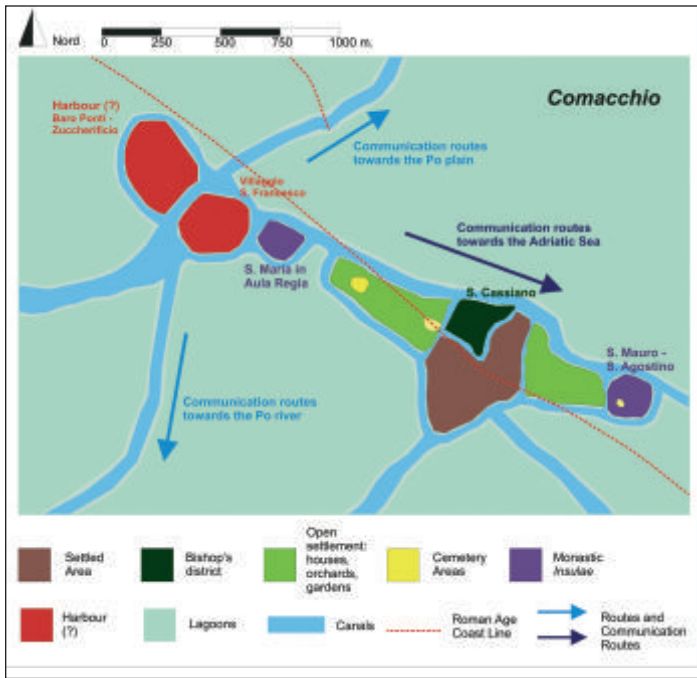 Nord
0 250 500 750 1000 m.
Comacchio
Harbour (?)
Baro Ponti -
Zuccherificio
Communication routes
towards the Po plain
Villaggio
S. Francesco
Communication routes
towards the Adriatic Sea
S. Maria in
Aula Regia
S. Cassiano
S. Mauro -
S. Agostino
Communication routes
towards the Po river
Settled
Area
Bishop's
district
Open
settlement:
houses,
orchards,
gardens
Cemetery
Areas
Monastic
Insulae
Harbour
(?)
Lagoons
Canals
Roman Age
Coast Line
Routes and
Communication
Routes